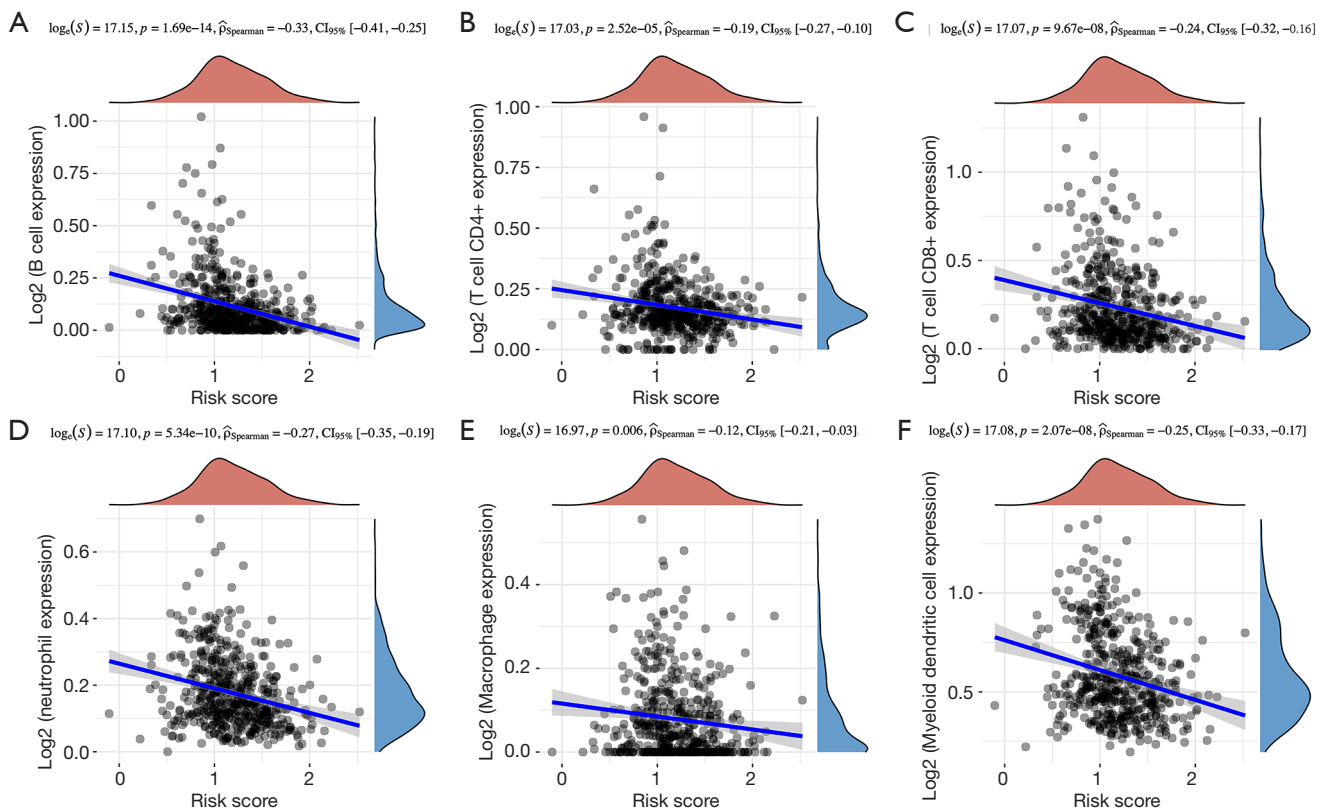 A logₑ(S) = 17.15, p = 1.69e−14, ρ̂Spearman = −0.33, CI95% [−0.41, −0.25]
Log2 (B cell expression)
1.00
0.75
0.50
0.25
0.00
0 1 2
Risk score
B logₑ(S) = 17.03, p = 2.52e−05, ρ̂Spearman = −0.19, CI95% [−0.27, −0.10]
Log2 (T cell CD4+ expression)
1.00
0.75
0.50
0.25
0.00
0 1 2
Risk score
C logₑ(S) = 17.07, p = 9.67e−08, ρ̂Spearman = −0.24, CI95% [−0.32, −0.16]
Log2 (T cell CD8+ expression)
1.0
0.5
0.0
0 1 2
Risk score
D logₑ(S) = 17.10, p = 5.34e−10, ρ̂Spearman = −0.27, CI95% [−0.35, −0.19]
Log2 (neutrophil expression)
0.6
0.4
0.2
0.0
0 1 2
Risk score
E logₑ(S) = 16.97, p = 0.006, ρ̂Spearman = −0.12, CI95% [−0.21, −0.03]
Log2 (Macrophage expression)
0.4
0.2
0.0
0 1 2
Risk score
F logₑ(S) = 17.08, p = 2.07e−08, ρ̂Spearman = −0.25, CI95% [−0.33, −0.17]
Log2 (Myeloid dendritic cell expression)
1.0
0.5
0 1 2
Risk score